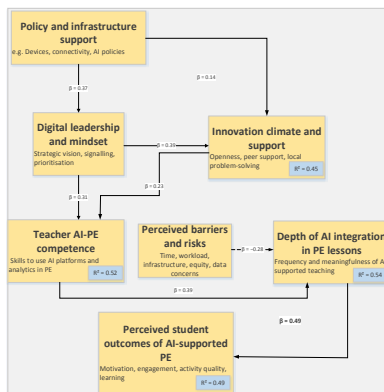 Policy and infrastructure
support
e.g. Devices, connectivity, AI policies
β = 0.37
β = 0.14
Digital leadership
and mindset
Strategic vision, signalling,
prioritisation
β = 0.39
Innovation climate and
support
Openness, peer support, local
problem-solving
R² = 0.45
β = 0.31
β = 0.23
Teacher AI-PE
competence
Skills to use AI platforms and
analytics in PE
R² = 0.52
Perceived barriers
and risks
Time, workload,
infrastructure, equity, data
concerns
β = -0.28
Depth of AI integration
in PE lessons
Frequency and meaningfulness of AI
supported teaching
R² = 0.54
β = 0.39
β = 0.49
Perceived student
outcomes of AI-supported
PE
Motivation, engagement, activity quality,
learning
R² = 0.49